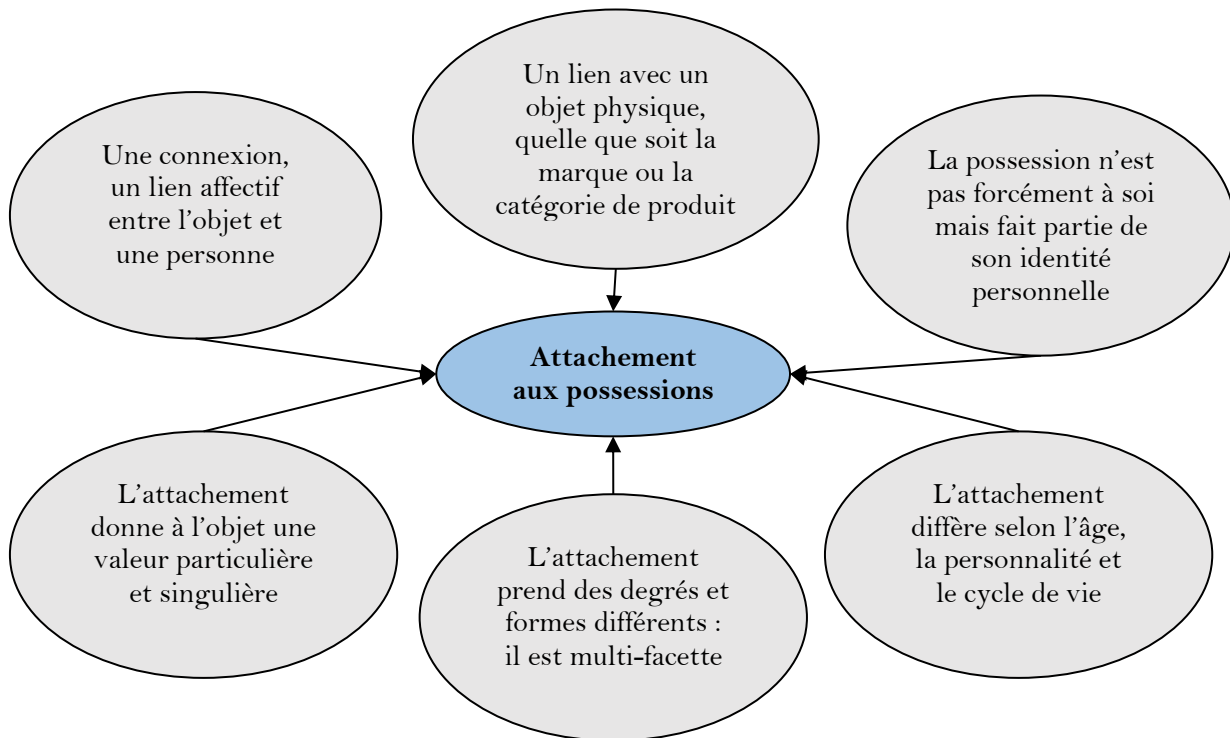 Un lien avec un
objet physique,
quelle que soit la
marque ou la
catégorie de produit
Une connexion,
un lien affectif
entre l’objet et
une personne
La possession n’est
pas forcément à soi
mais fait partie de
son identité
personnelle
Attachement
aux possessions
L’attachement
donne à l’objet une
valeur particulière
et singulière
L’attachement
prend des degrés et
formes différents :
il est multi-facette
L’attachement
diffère selon l’âge,
la personnalité et
le cycle de vie